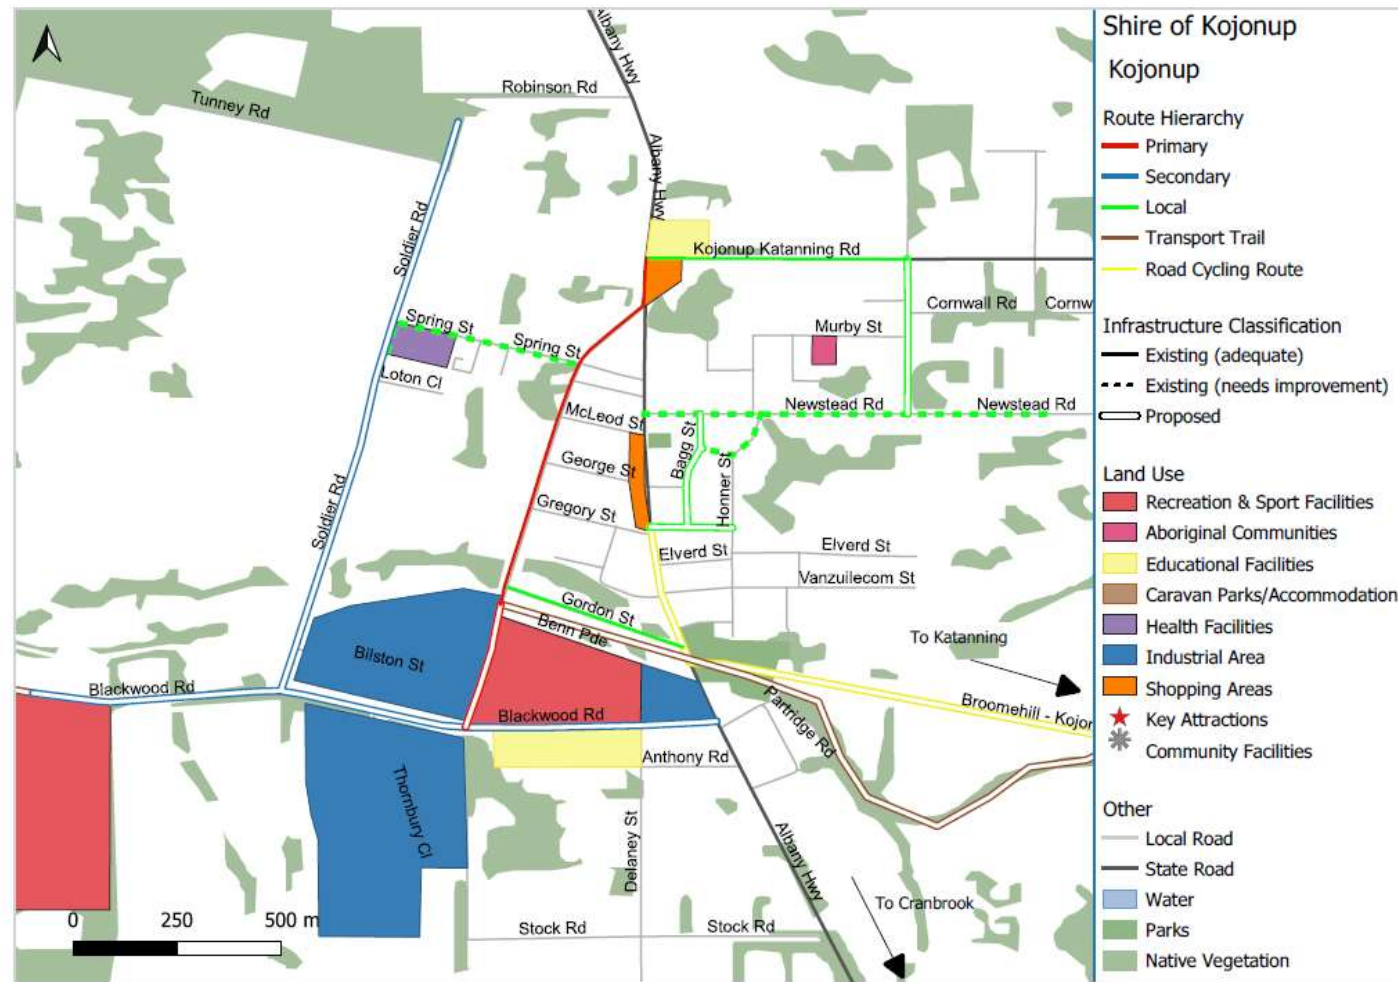 Albany Hwy
Robinson Rd
Tunney Rd
Albany Hwy
Soldier Rd
Kojonup Katanning Rd
Cornwall Rd
Cornw
Spring St
Spring St
Murby St
Loton Cl
Newstead Rd
Newstead Rd
McLeod St
Bagg St
George St
Honner St
Soldier Rd
Gregory St
Elverd St
Elverd St
Vanzuilecom St
Gordon St
Benn Pde
To Katanning
Bilston St
Blackwood Rd
Partridge Rd
Broomehill - Kojor
Blackwood Rd
Anthony Rd
Thornbury Cl
Delaney St
Albany Hwy
To Cranbrook
Stock Rd
Stock Rd
0 250 500 m
Shire of Kojonup
Kojonup
Route Hierarchy
Primary
Secondary
Local
Transport Trail
Road Cycling Route
Infrastructure Classification
Existing (adequate)
Existing (needs improvement)
Proposed
Land Use
Recreation & Sport Facilities
Aboriginal Communities
Educational Facilities
Caravan Parks/Accommodation
Health Facilities
Industrial Area
Shopping Areas
Key Attractions
Community Facilities
Other
Local Road
State Road
Water
Parks
Native Vegetation